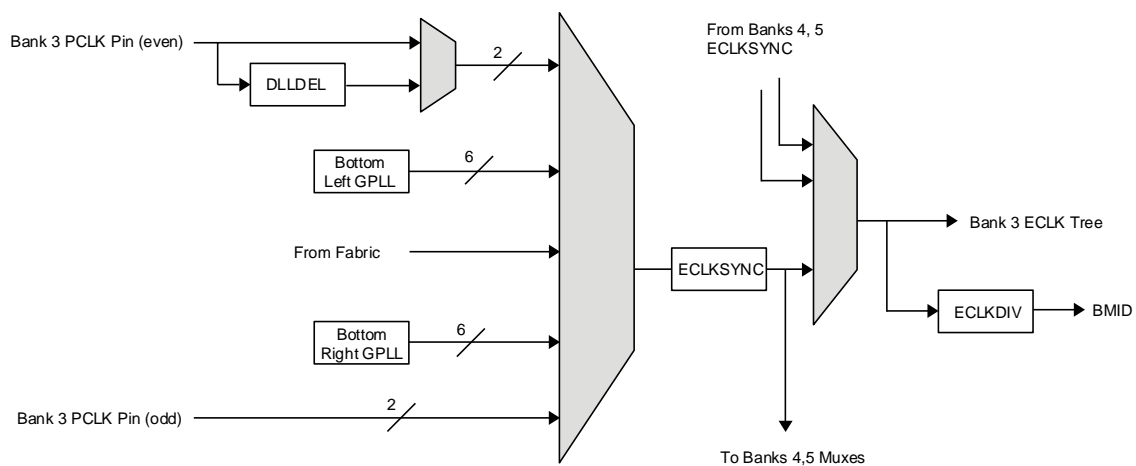 Bank 3 PCLK Pin (even)
DLLDEL
2
From Banks 4, 5
ECLKSYNC
Bottom
Left GPLL
6
From Fabric
ECLKSYNC
Bank 3 ECLK Tree
ECLKDIV
BMID
Bottom
Right GPLL
6
Bank 3 PCLK Pin (odd)
2
To Banks 4,5 Muxes